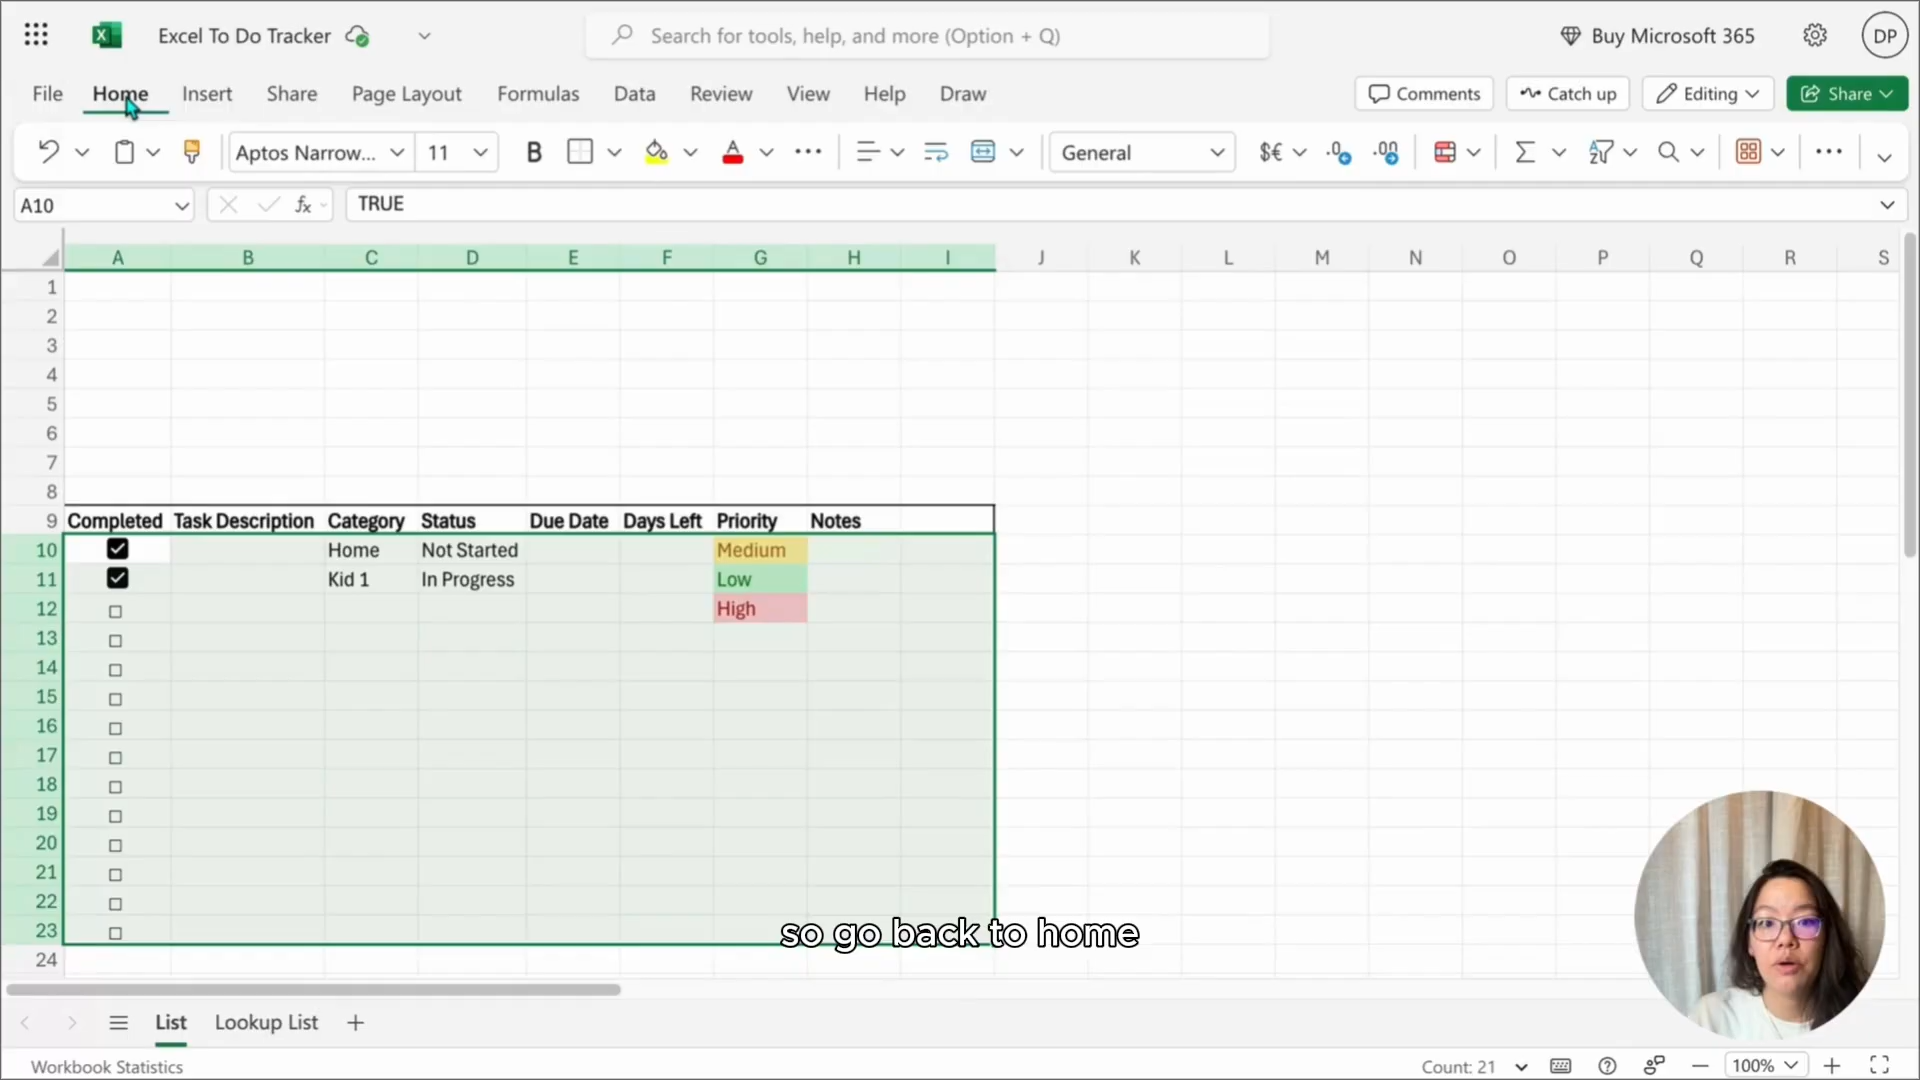 Excel To Do Tracker
Search for tools, help, and more (Option + Q)
Buy Microsoft 365
DP
File Home Insert Share Page Layout Formulas Data Review View Help Draw
Comments Catch up Editing Share
Aptos Narrow... 11 B General
A10 fx TRUE
A B C D E F G H I J K L M N O P Q R S
1
2
3
4
5
6
7
8
9 Completed Task Description Category Status Due Date Days Left Priority Notes
10 Home Not Started Medium
11 Kid 1 In Progress Low
12 High
13
14
15
16
17
18
19
20
21
22
23
so go back to home
24
List Lookup List
Workbook Statistics Count: 21 100%